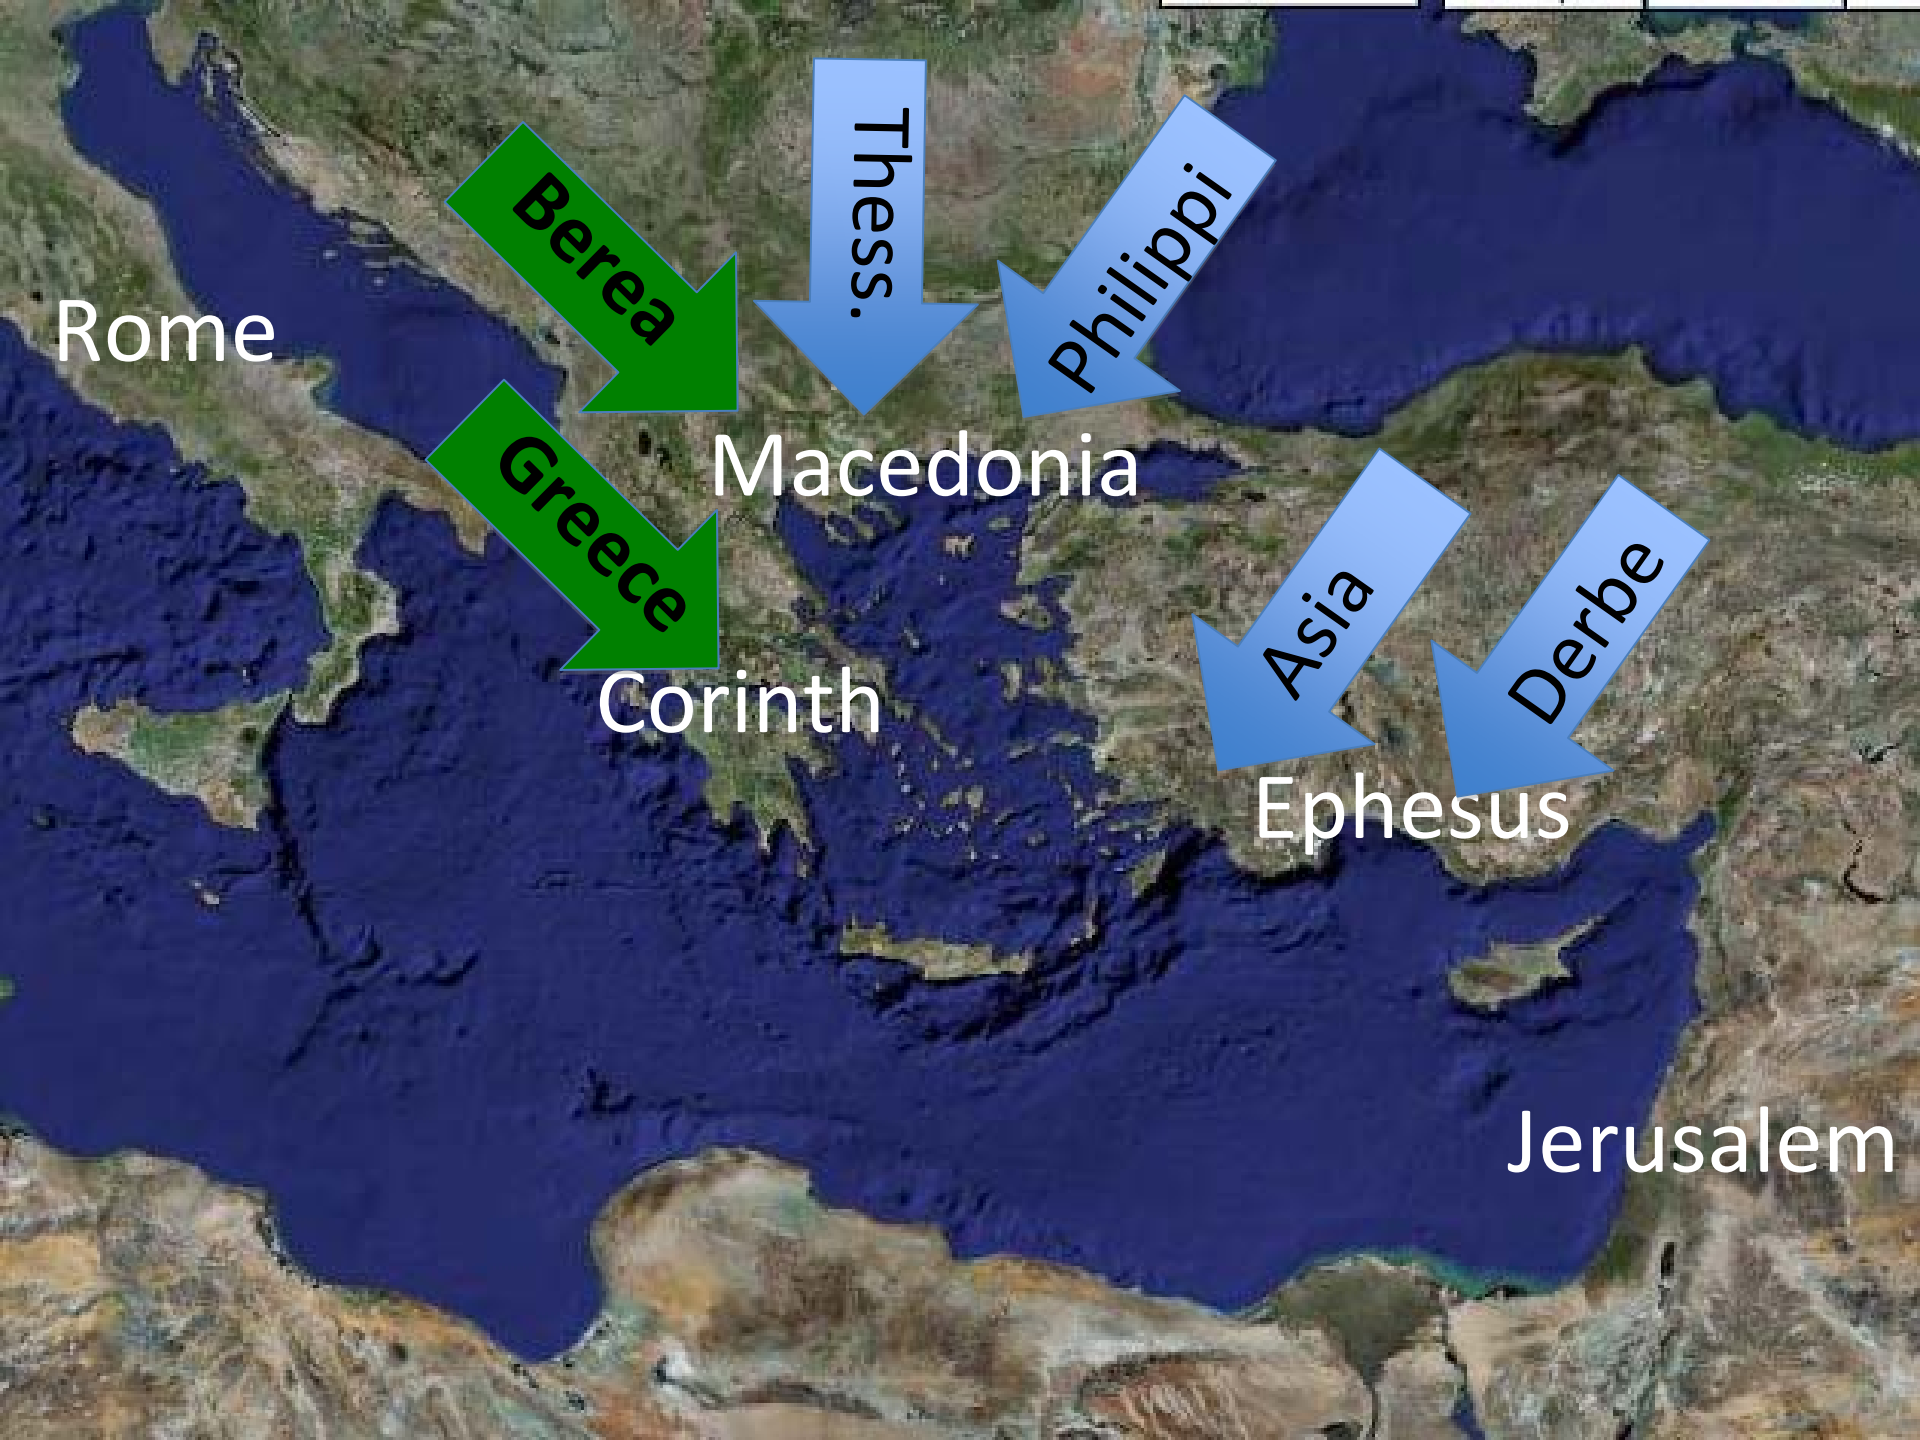 Thess.
Philippi
Berea
Rome
Macedonia
Greece
Asia
Derbe
Corinth
Ephesus
Jerusalem